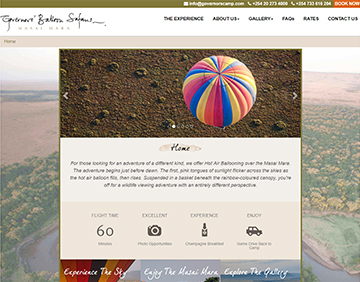 info@governorscamp.com +254 20 273 4000 +254 733 616 204 BOOK NOW
Governors' Balloon Safaris
MASAI MARA
THE EXPERIENCE ABOUT US GALLERY FAQs RATES CONTACT US
Home
Home
For those looking for an adventure of a different kind, we offer Hot Air Ballooning over the Masai Mara.
The adventure begins just before dawn. The first, pink tongues of sunlight flicker across the skies as
the hot air balloon fills, then rises. Suspended in a basket beneath the rainbow-coloured canopy, you're
off for a wildlife viewing adventure with an entirely different perspective.
FLIGHT TIME EXCELLENT EXPERIENCE ENJOY
60
Minutes Photo Opportunities Champagne Breakfast Game Drive Back to
Camp
Experience The Sky Enjoy The Masai Mara Explore The Gallery